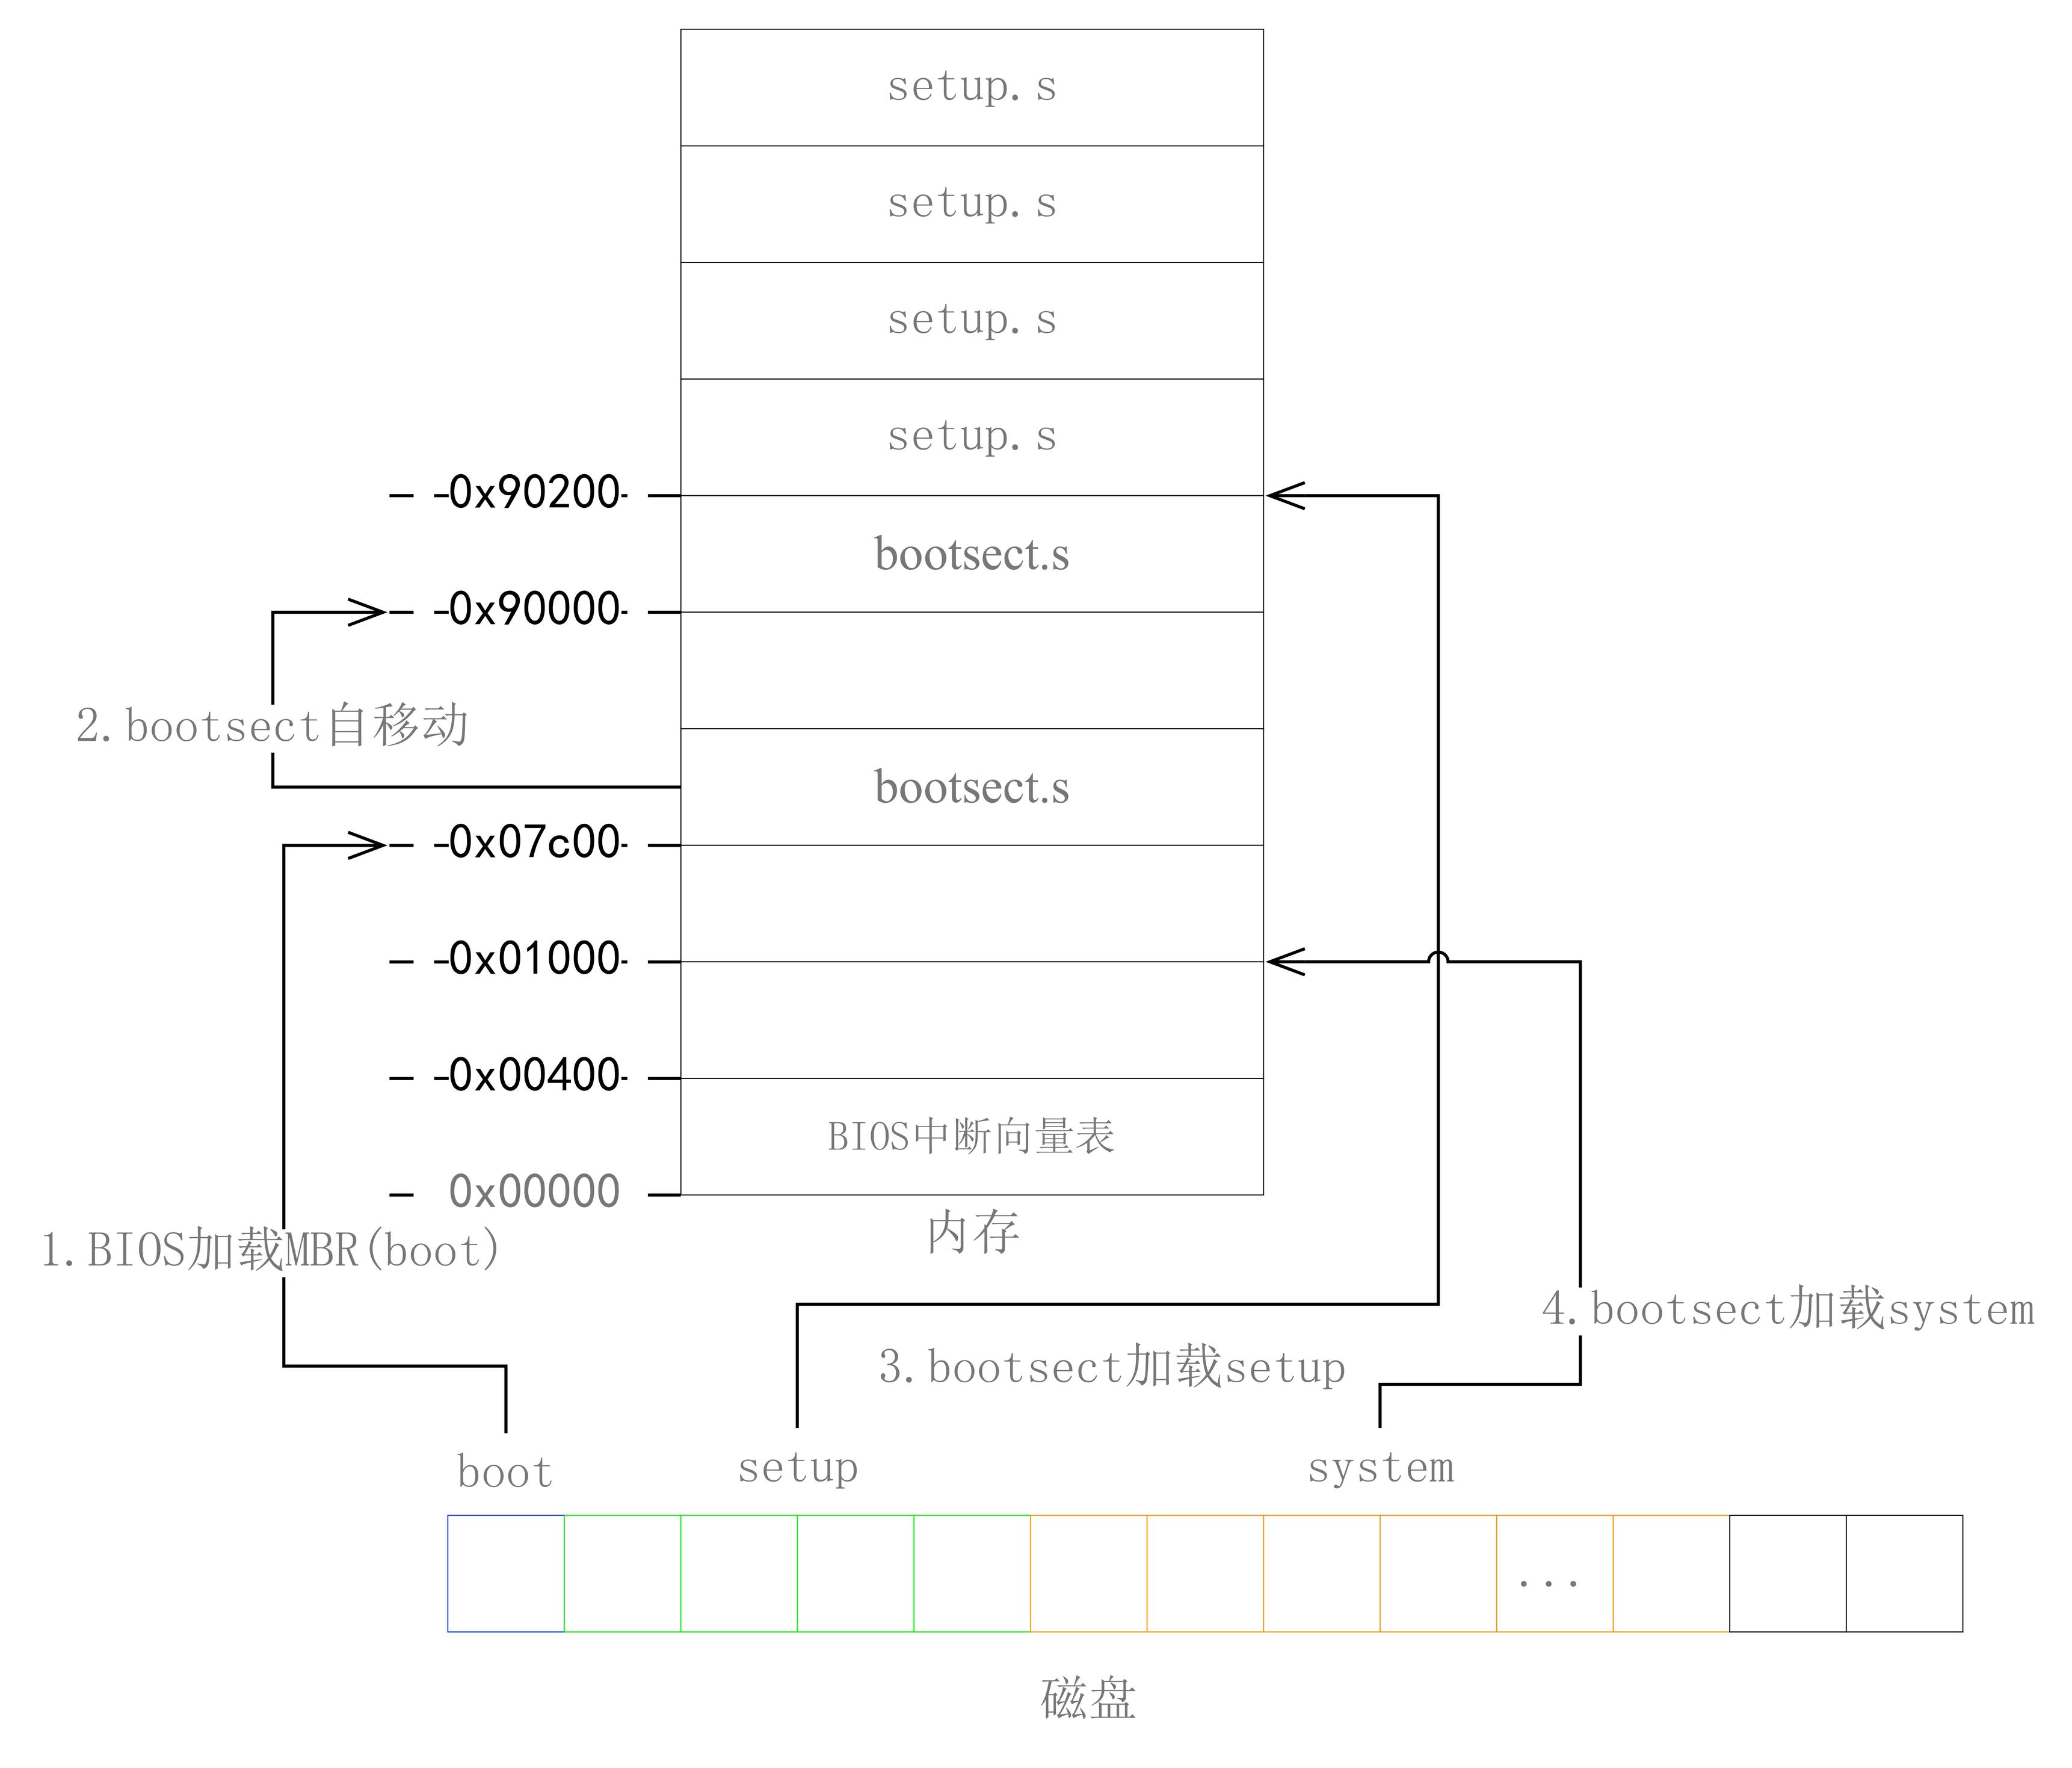 setup.s
setup.s
setup.s
setup.s
0x90200
bootsect.s
0x90000
2.bootsect自移动
bootsect.s
0x07c00
0x01000
0x00400
BIOS中断向量表
0x00000
内存
1.BIOS加载MBR(boot)
4.bootsect加载system
3.bootsect加载setup
boot
setup
system
...
磁盘